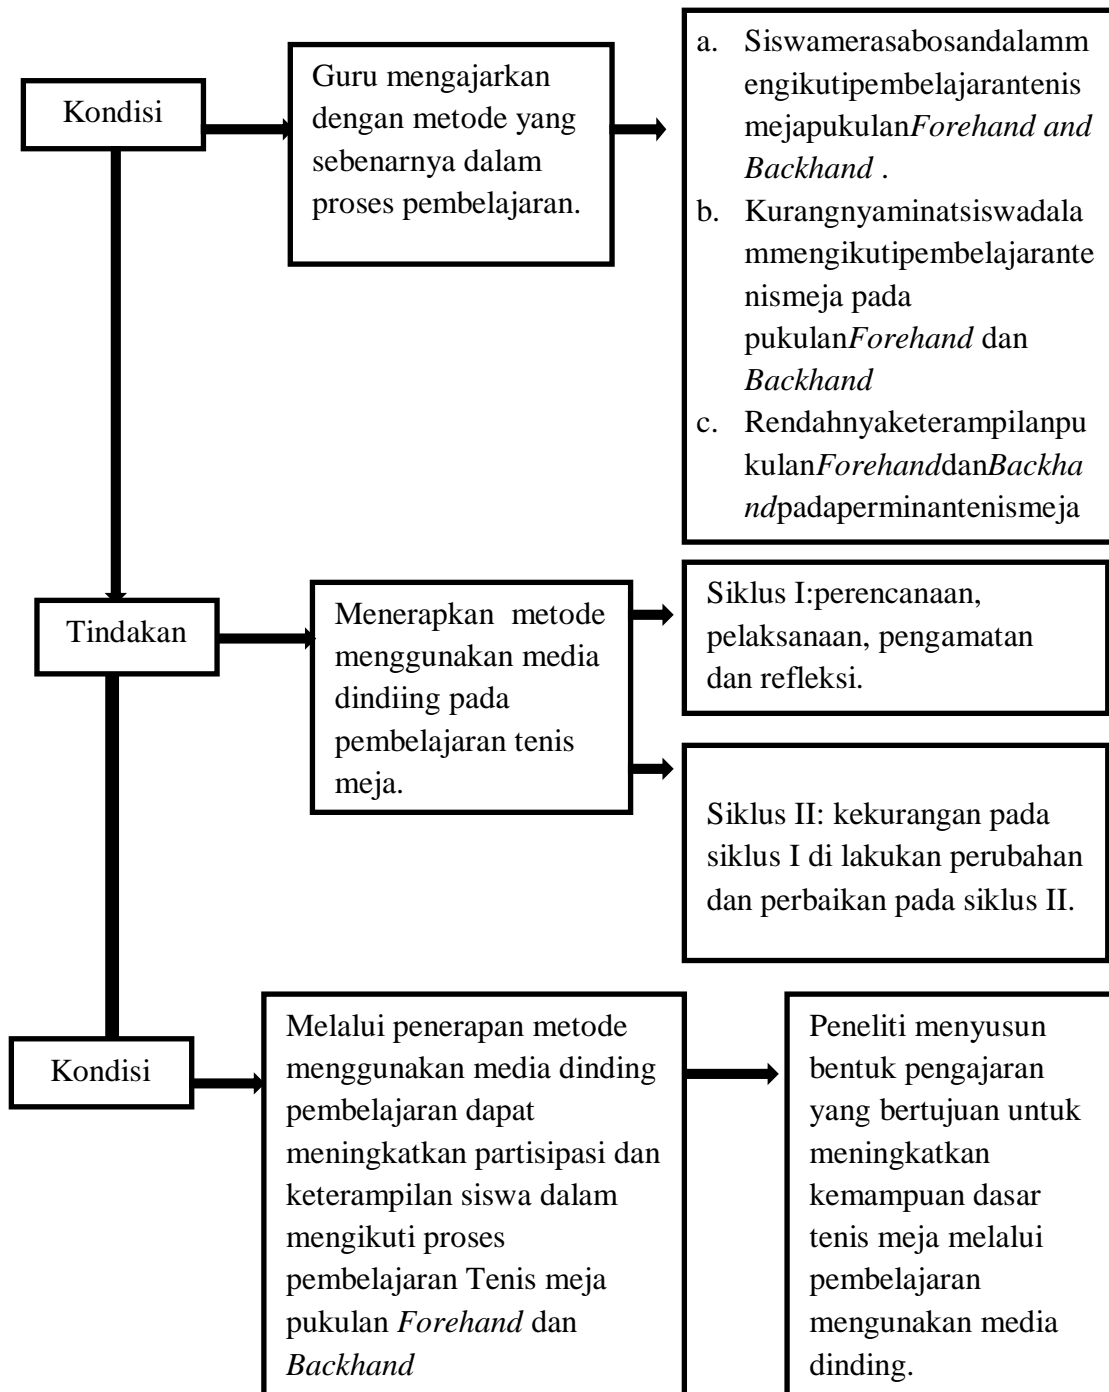 Kondisi
Guru mengajarkan
dengan metode yang
sebenarnya dalam
proses pembelajaran.
a. Siswamerasabosandalamm
engikutipembelajarantenis
mejapukulanForehand and
Backhand .
b. Kurangnyaminatsiswadala
mmengikutipembelajarante
nismeja pada
pukulanForehand dan
Backhand
c. Rendahnyaketerampilanpu
kulanForehanddanBackha
ndpadaperminantenismeja
Tindakan
Menerapkan metode
menggunakan media
dindiing pada
pembelajaran tenis
meja.
Siklus I:perencanaan,
pelaksanaan, pengamatan
dan refleksi.
Siklus II: kekurangan pada
siklus I di lakukan perubahan
dan perbaikan pada siklus II.
Kondisi
Melalui penerapan metode
menggunakan media dinding
pembelajaran dapat
meningkatkan partisipasi dan
keterampilan siswa dalam
mengikuti proses
pembelajaran Tenis meja
pukulan Forehand dan
Backhand
Peneliti menyusun
bentuk pengajaran
yang bertujuan untuk
meningkatkan
kemampuan dasar
tenis meja melalui
pembelajaran
mengunakan media
dinding.